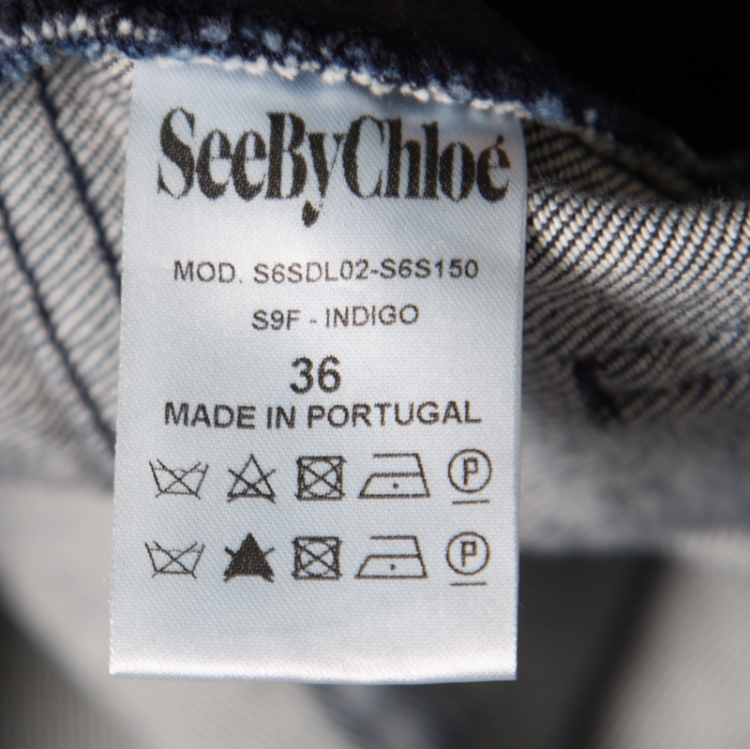 SeeByChloé
MOD. S6SDL02-S6S150
S9F - INDIGO
36
MADE IN PORTUGAL
P
P